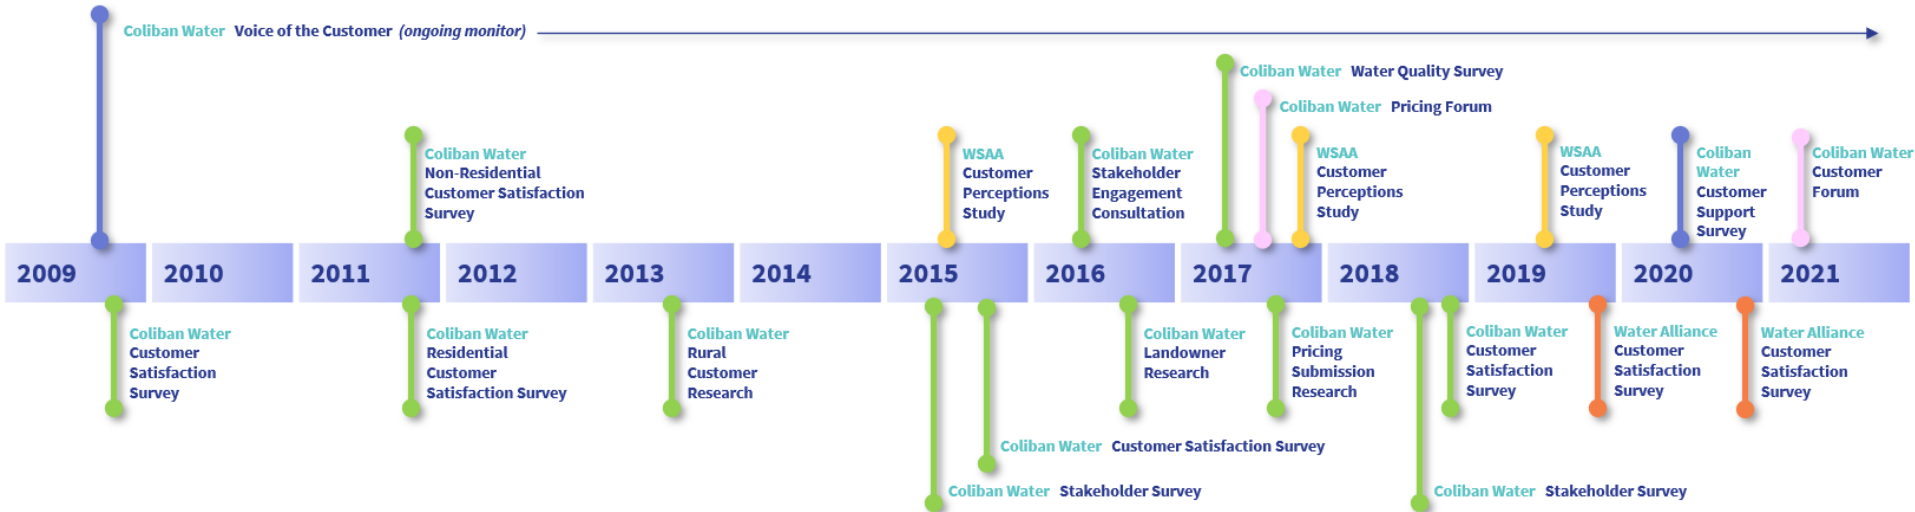 Coliban Water Voice of the Customer (ongoing monitor)
Coliban Water Water Quality Survey
Coliban Water Pricing Forum
Coliban Water
Non-Residential
Customer Satisfaction
Survey
WSAA
Customer
Perceptions
Study
Coliban Water
Stakeholder
Engagement
Consultation
WSAA
Customer
Perceptions
Study
WSAA
Customer
Perceptions
Study
Coliban
Water
Customer
Support
Survey
Coliban Water
Customer
Forum
2009 2010 2011 2012 2013 2014 2015 2016 2017 2018 2019 2020 2021
Coliban Water
Customer
Satisfaction
Survey
Coliban Water
Residential
Customer
Satisfaction Survey
Coliban Water
Rural
Customer
Research
Coliban Water
Landowner
Research
Coliban Water
Pricing
Submission
Research
Coliban Water
Customer
Satisfaction
Survey
Water Alliance
Customer
Satisfaction
Survey
Water Alliance
Customer
Satisfaction
Survey
Coliban Water Customer Satisfaction Survey
Coliban Water Stakeholder Survey
Coliban Water Stakeholder Survey